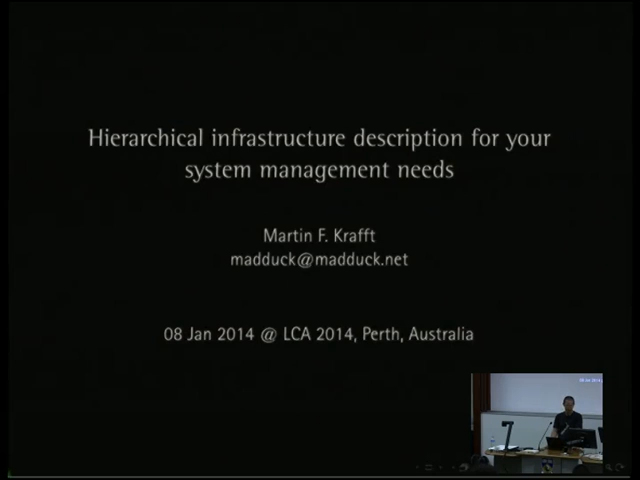 Hierarchical infrastructure description for your
system management needs
Martin F. Krafft
madduck@madduck.net
08 Jan 2014 @ LCA 2014, Perth, Australia